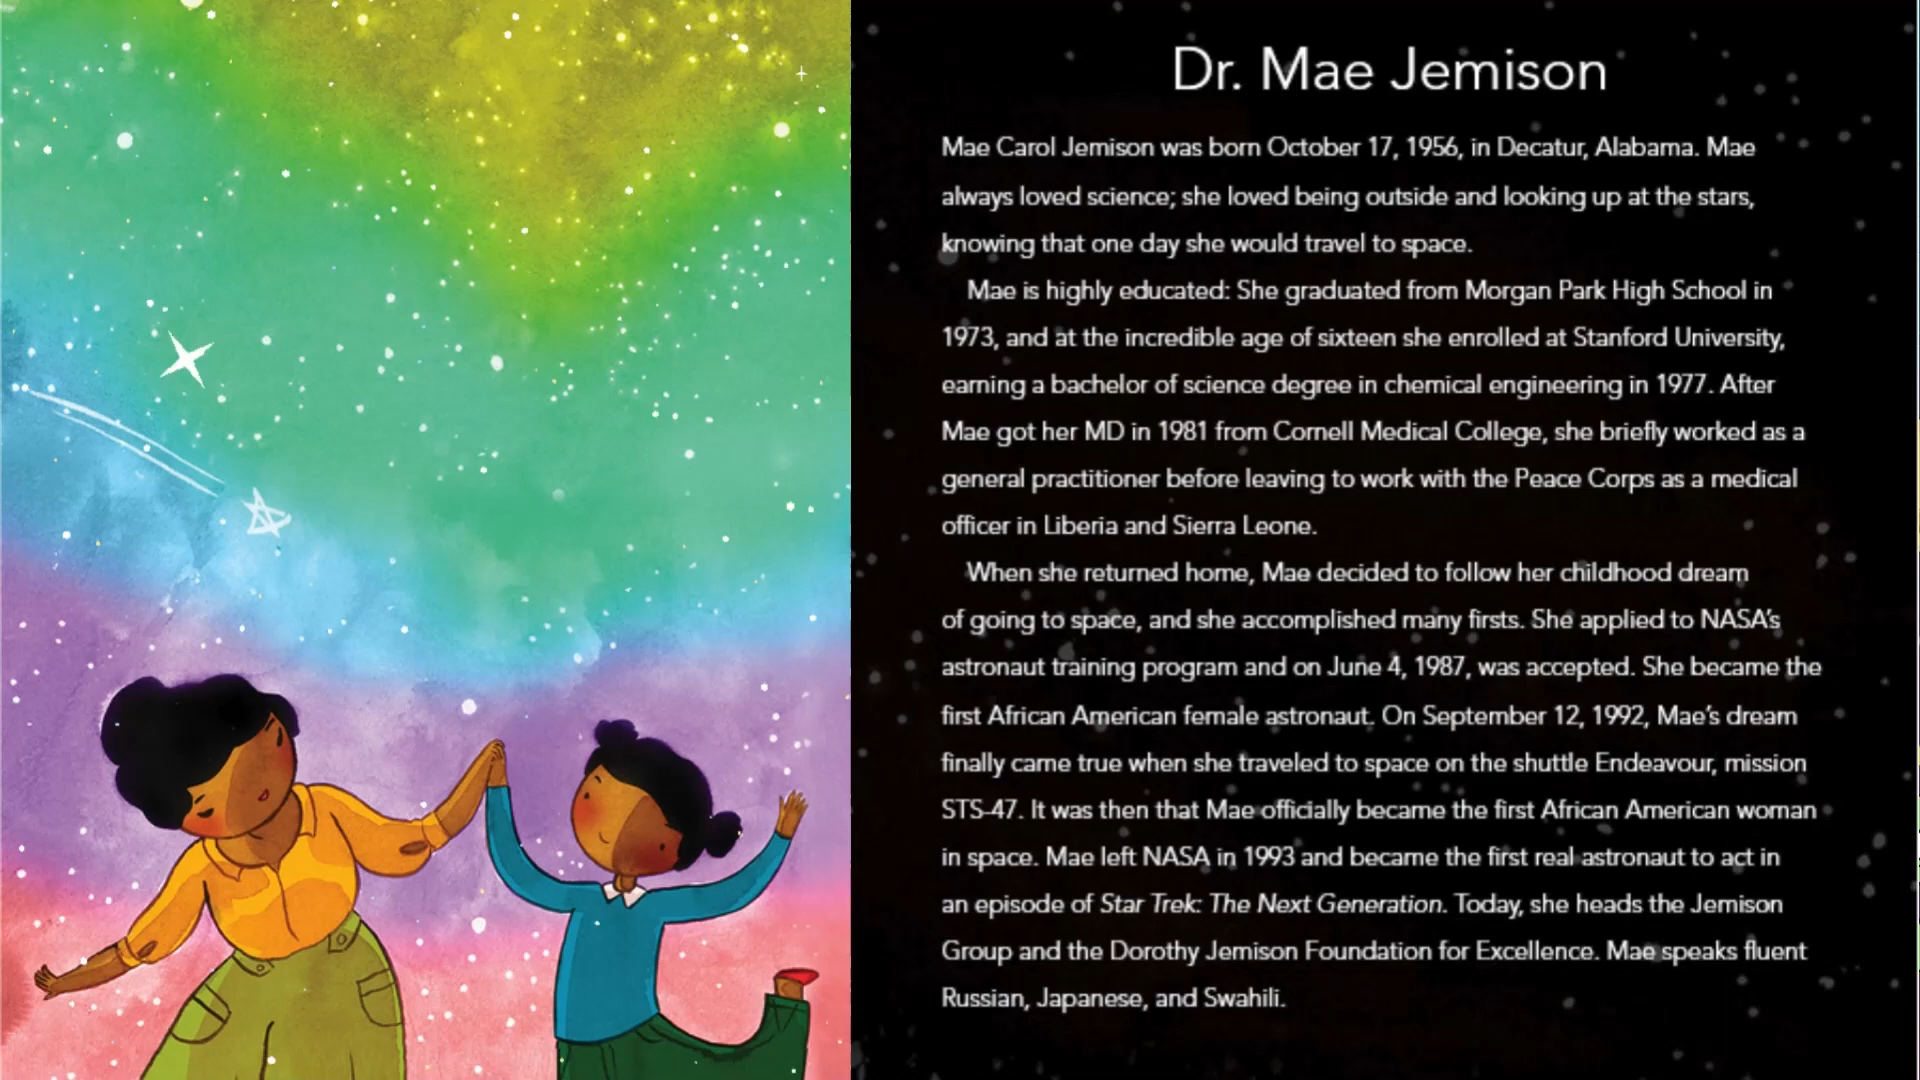 Dr. Mae Jemison
Mae Carol Jemison was born October 17, 1956, in Decatur, Alabama. Mae
always loved science; she loved being outside and looking up at the stars,
knowing that one day she would travel to space.
Mae is highly educated: She graduated from Morgan Park High School in
1973, and at the incredible age of sixteen she enrolled at Stanford University,
earning a bachelor of science degree in chemical engineering in 1977. After
Mae got her MD in 1981 from Cornell Medical College, she briefly worked as a
general practitioner before leaving to work with the Peace Corps as a medical
officer in Liberia and Sierra Leone.
When she returned home, Mae decided to follow her childhood dream
of going to space, and she accomplished many firsts. She applied to NASA’s
astronaut training program and on June 4, 1987, was accepted. She became the
first African American female astronaut. On September 12, 1992, Mae’s dream
finally came true when she traveled to space on the shuttle Endeavour, mission
STS-47. It was then that Mae officially became the first African American woman
in space. Mae left NASA in 1993 and became the first real astronaut to act in
an episode of Star Trek: The Next Generation. Today, she heads the Jemison
Group and the Dorothy Jemison Foundation for Excellence. Mae speaks fluent
Russian, Japanese, and Swahili.